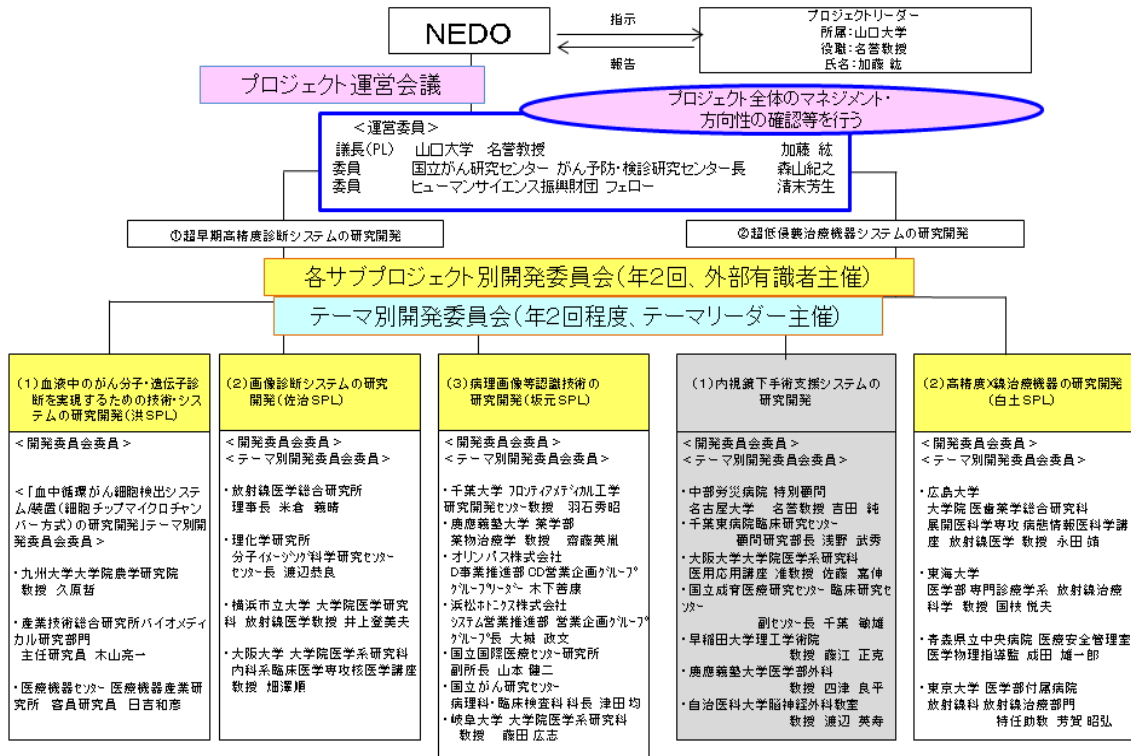 NEDO
指示
報告
プロジェクトリーダー
所属:山口大学
役職:名誉教授
氏名:加藤 紘
プロジェクト運営会議
プロジェクト全体のマネジメント・
方向性の確認等を行う
<運営委員>
議長(PL) 山口大学 名誉教授 加藤 紘
委員 国立がん研究センター がん予防・検診研究センター長 森山紀之
委員 ヒューマンサイエンス振興財団 フェロー 清末芳生
①超早期高精度診断システムの研究開発
②超低侵襲治療機器システムの研究開発
各サブプロジェクト別開発委員会(年2回、外部有識者主催)
テーマ別開発委員会(年2回程度、テーマリーダー主催)
(1)血液中のがん分子・遺伝子診
断を実現するための技術・シス
テムの研究開発(洪SPL)
<開発委員会委員>
<「血中循環がん細胞検出システ
ム/装置(細胞チップマイクロチャン
バー方式)の研究開発」テーマ別開
発委員会委員>
・九州大学大学院農学研究院
教授 久原哲
・産業技術総合研究所バイオメディ
カル研究部門
主任研究員 木山亮一
・医療機器センター 医療機器産業研
究所 客員研究員 日吉和彦
(2)画像診断システムの研究
開発(佐治SPL)
<開発委員会委員>
<テーマ別開発委員会委員>
・放射線医学総合研究所
理事長 米倉 義晴
・理化学研究所
分子イメージング科学研究センター
センター長 渡辺恭良
・横浜市立大学 大学院医学研究
科 放射線医学教授 井上登美夫
・大阪大学 大学院医学系研究科
内科系臨床医学専攻核医学講座
教授 畑澤順
(3)病理画像等認識技術の
研究開発(坂元SPL)
<開発委員会委員>
<テーマ別開発委員会委員>
・千葉大学 フロンティアメディカル工学
研究開発センター教授 羽石秀昭
・慶應義塾大学 薬学部
薬物治療学 教授 齋藤英胤
・オリンパス株式会社
D事業推進部 CD営業企画グループ
グループリーダー 木下善康
・浜松ホトニクス株式会社
システム営業推進部 営業企画グループ
グループ長 大城 政文
・国立国際医療センター研究所
副所長 山本 健二
・国立がん研究センター
病理科・臨床検査科 科長 津田 均
・岐阜大学 大学院医学系研究科
教授 藤田 広志
(1)内視鏡下手術支援システムの
研究開発
<開発委員会委員>
<テーマ別開発委員会委員>
・中部労災病院 特別顧問
名古屋大学 名誉教授 吉田 純
・千葉東病院臨床研究センター
顧問研究部長 浅野 武秀
・大阪大学大学院医学系研究科
医用応用講座 准教授 佐藤 嘉伸
・国立成育医療研究センター 臨床研究セ
ンター
副センター長 千葉 敏雄
・早稲田大学理工学術院
教授 藤江 正克
・慶應義塾大学医学部外科
教授 四津 良平
・自治医科大学脳神経外科教室
教授 渡辺 英寿
(2)高精度X線治療機器の研究開発
(白土SPL)
<開発委員会委員>
<テーマ別開発委員会委員>
・広島大学
大学院 医歯薬学総合研究科
展開医科学専攻 病態情報医科学講
座 放射線医学 教授 永田 靖
・東海大学
医学部 専門診療学系 放射線治療
科学 教授 国枝 悦夫
・青森県立中央病院 医療安全管理室
医学物理指導監 成田 雄一郎
・東京大学 医学部付属病院
放射線科 放射線治療部門
特任助教 芳賀 昭弘